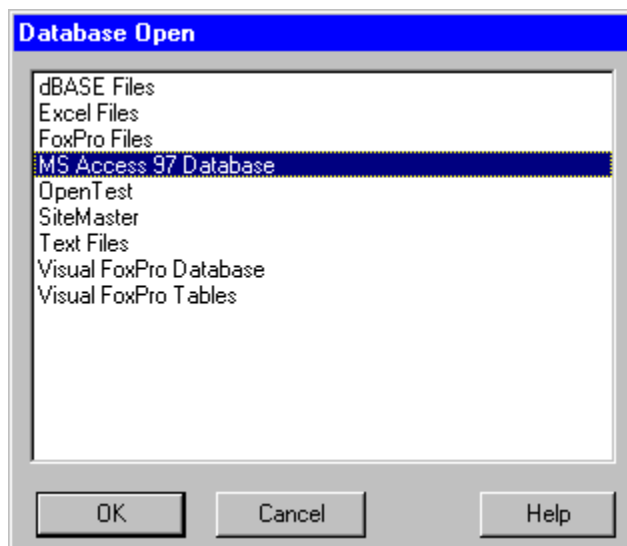 Database Open
dBASE Files
Excel Files
FoxPro Files
MS Access 97 Database
OpenTest
SiteMaster
Text Files
Visual FoxPro Database
Visual FoxPro Tables
OK Cancel Help